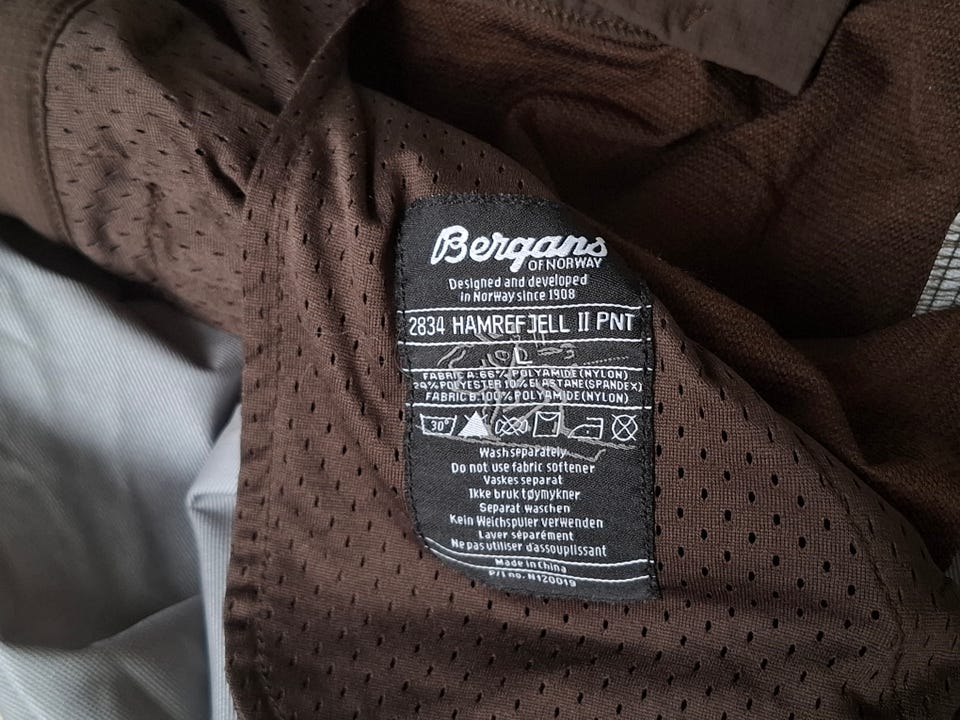 Bergans
OF NORWAY
Designed and developed
in Norway since 1908
2834 HAMREFJELL II PNT
L
FABRIC A:66% POLYAMIDE(NYLON)
24% POLYESTER 10% ELASTANE(SPANDEX)
FABRIC B:100% POLYAMIDE(NYLON)
30°
Wash separately
Do not use fabric softener
Vaskes separat
Ikke bruk tøymykner
Separat waschen
Kein Weichspüler verwenden
Laver séparément
Ne pas utiliser d'assouplissant
Made in China
P/I no. N120019